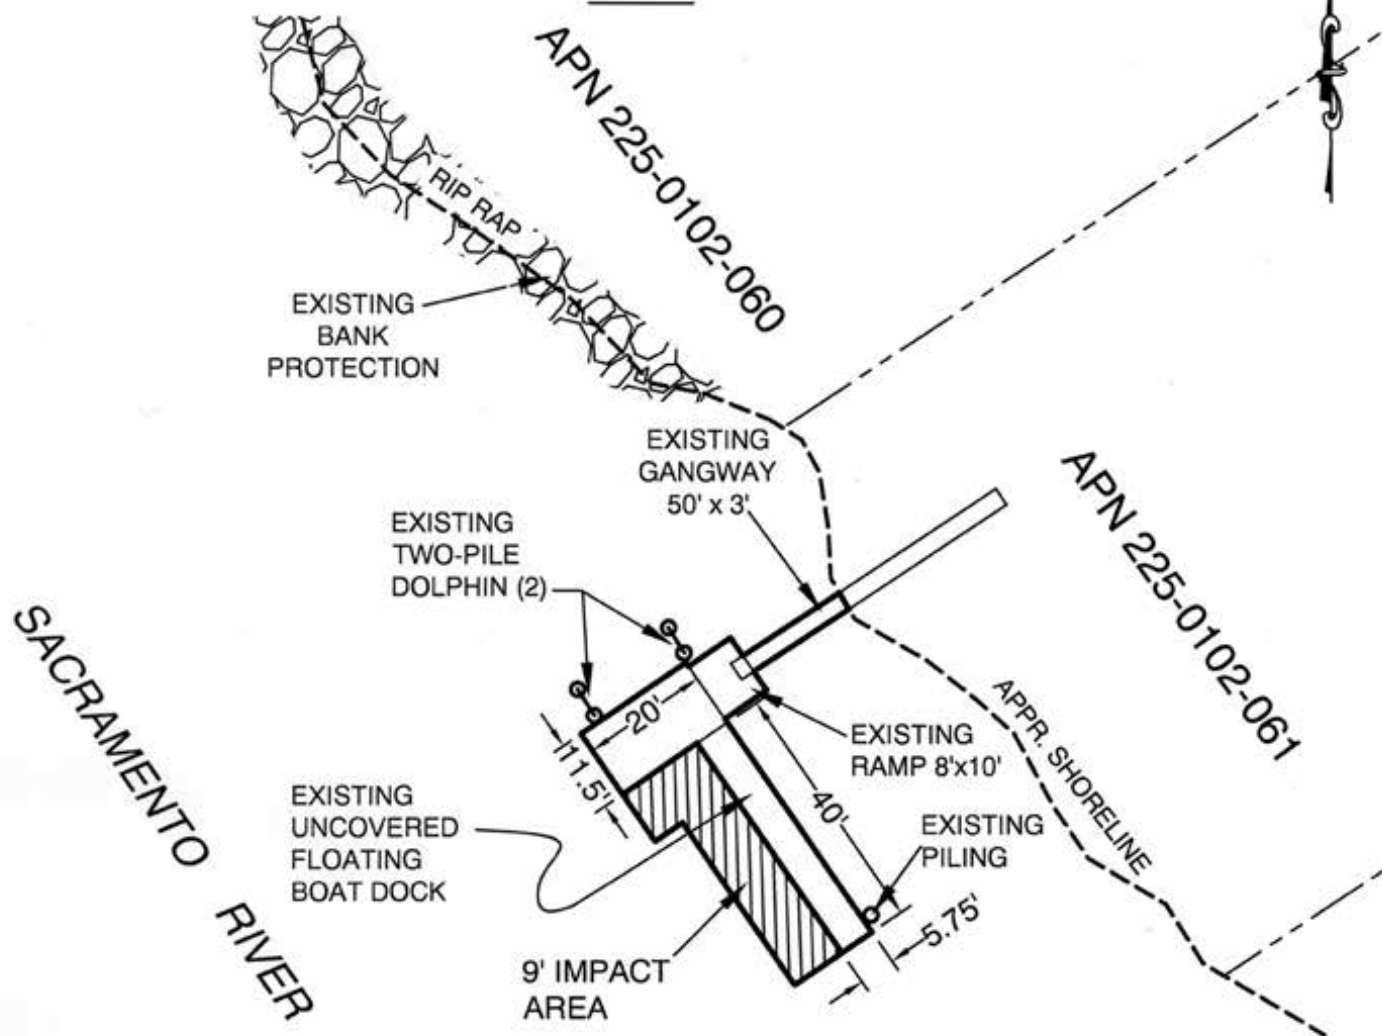 APN 225-0102-060
RIP RAP
EXISTING
BANK
PROTECTION
EXISTING
GANGWAY
50' x 3'
EXISTING
TWO-PILE
DOLPHIN (2)
APN 225-0102-061
SACRAMENTO RIVER
20'
11.5'
EXISTING
RAMP 8'x10'
APPR. SHORELINE
40'
EXISTING
UNCOVERED
FLOATING
BOAT DOCK
EXISTING
PILING
5.75'
9' IMPACT
AREA